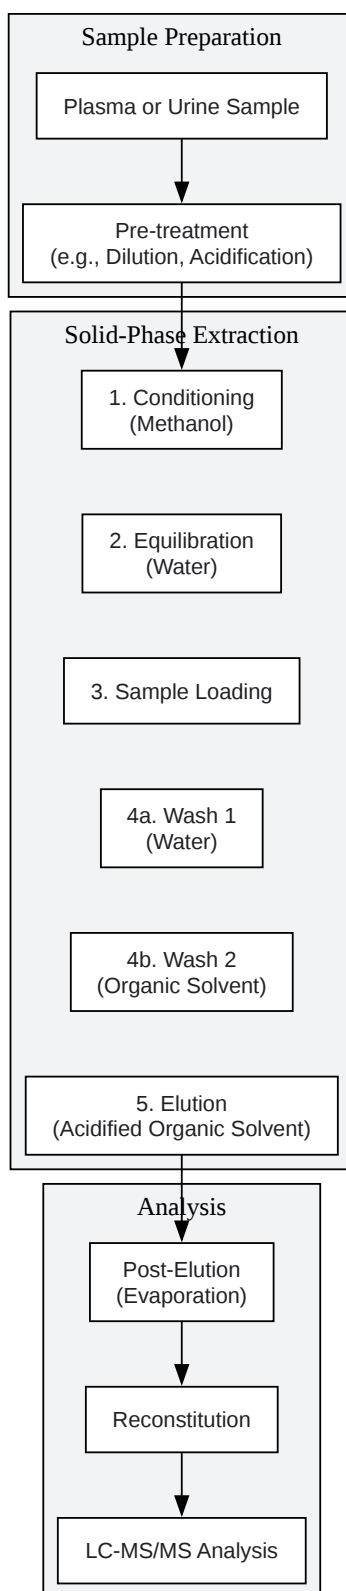 Sample Preparation
Plasma or Urine Sample
Pre-treatment
(e.g., Dilution, Acidification)
Solid-Phase Extraction
1. Conditioning
(Methanol)
2. Equilibration
(Water)
3. Sample Loading
4a. Wash 1
(Water)
4b. Wash 2
(Organic Solvent)
5. Elution
(Acidified Organic Solvent)
Analysis
Post-Elution
(Evaporation)
Reconstitution
LC-MS/MS Analysis